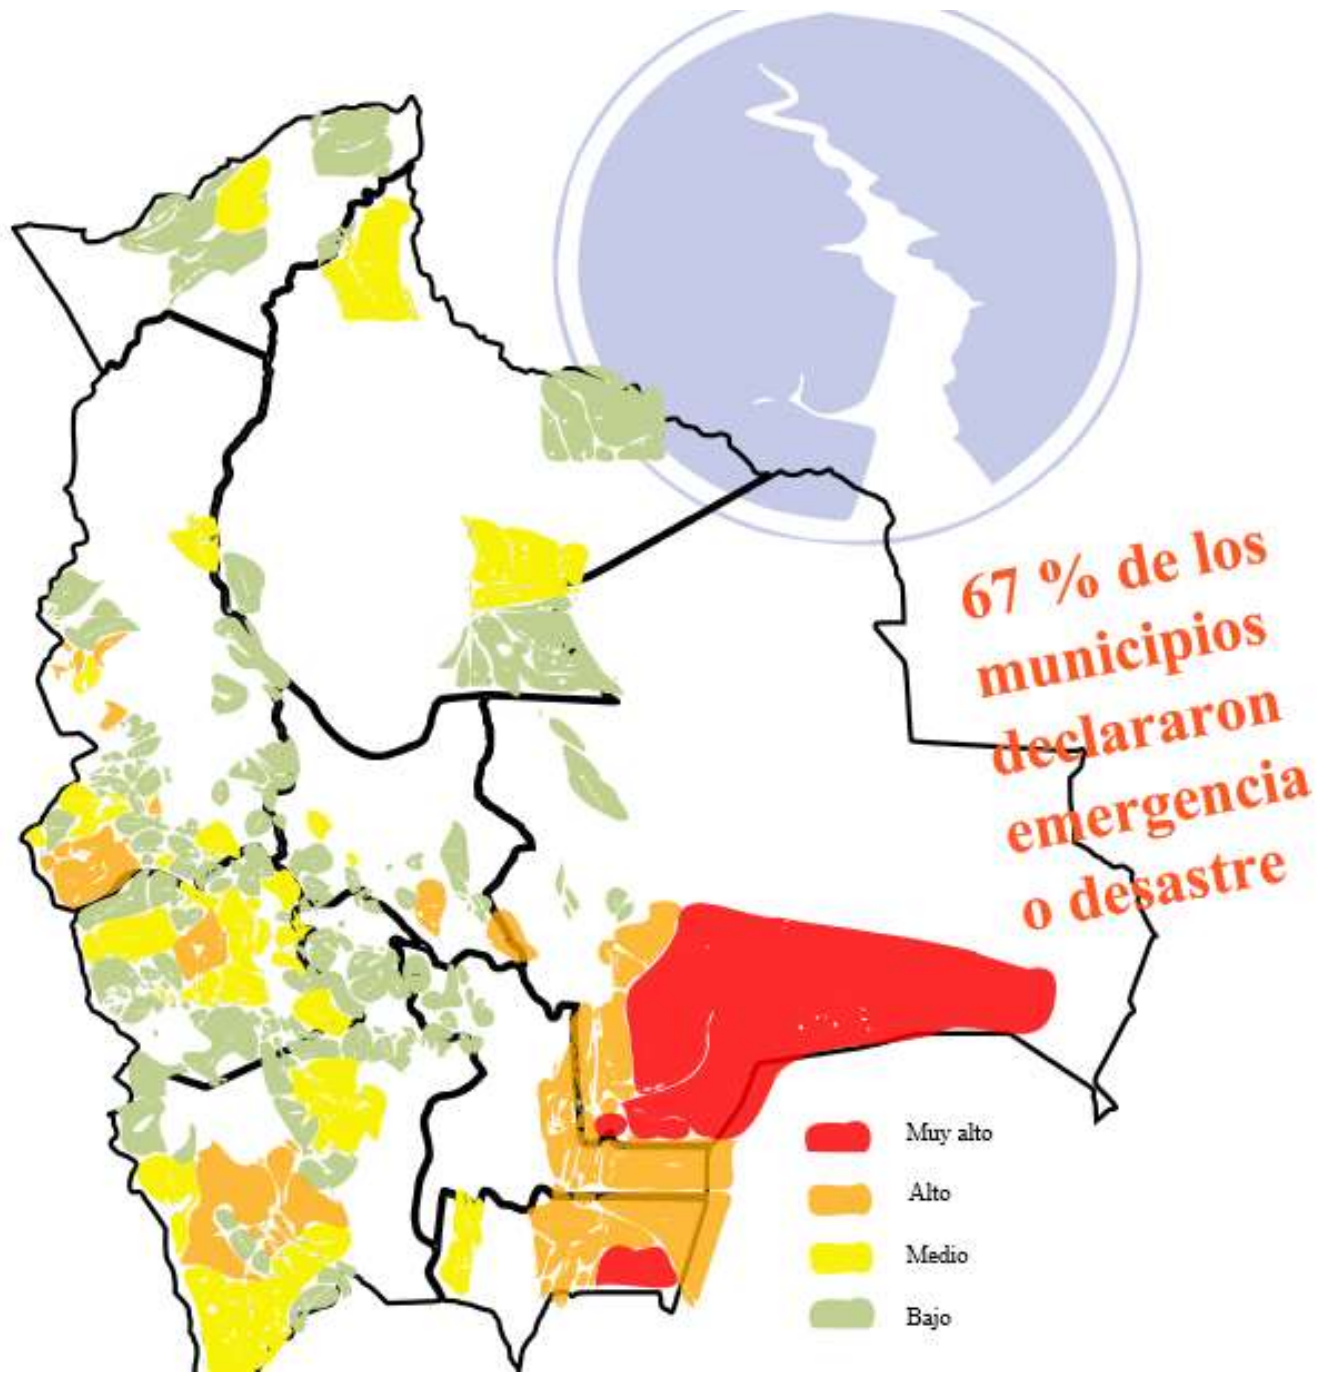 67 % de los
municipios
declararon
emergencia
o desastre
Muy alto
Alto
Medio
Bajo